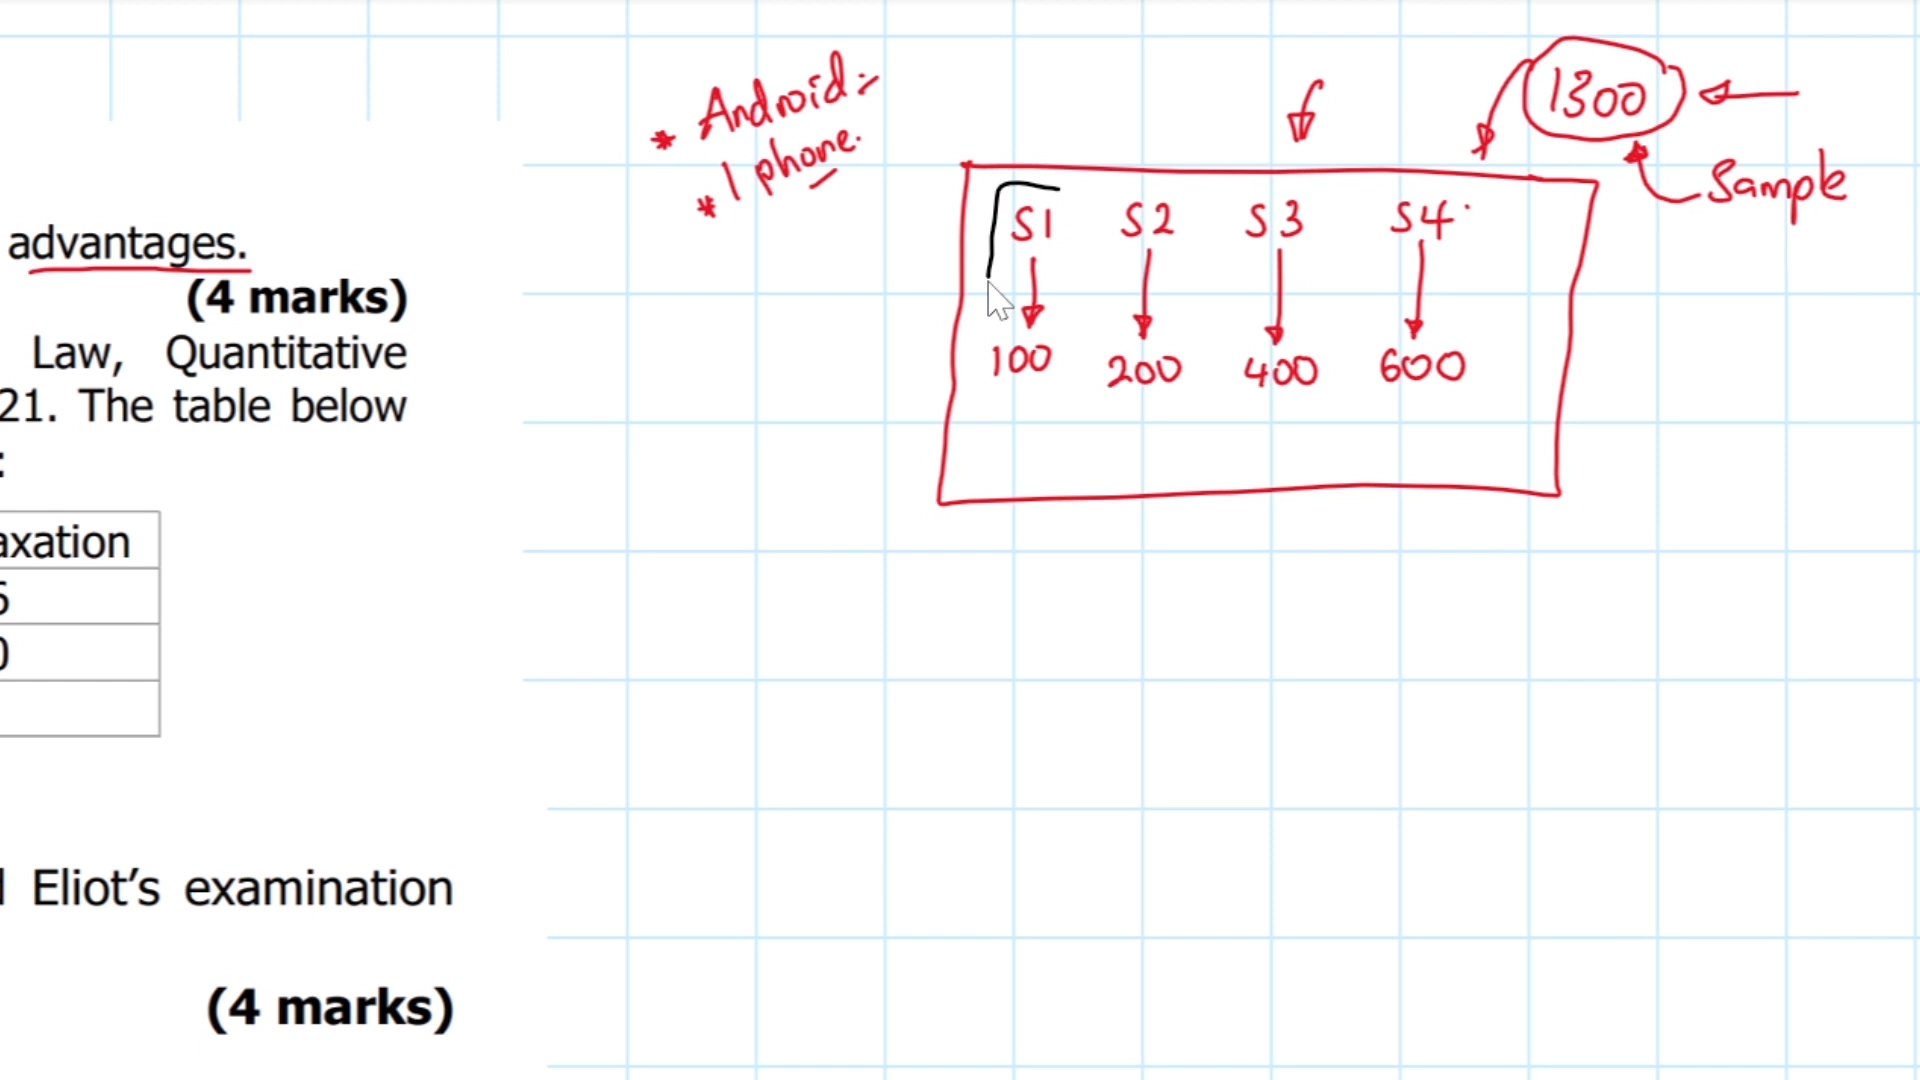 advantages.
(4 marks)
Law, Quantitative
21. The table below
:
axation
Eliot's examination
(4 marks)
* Android:-
* I phone.
1300
Sample
S1 S2 S3 S4
100 200 400 600